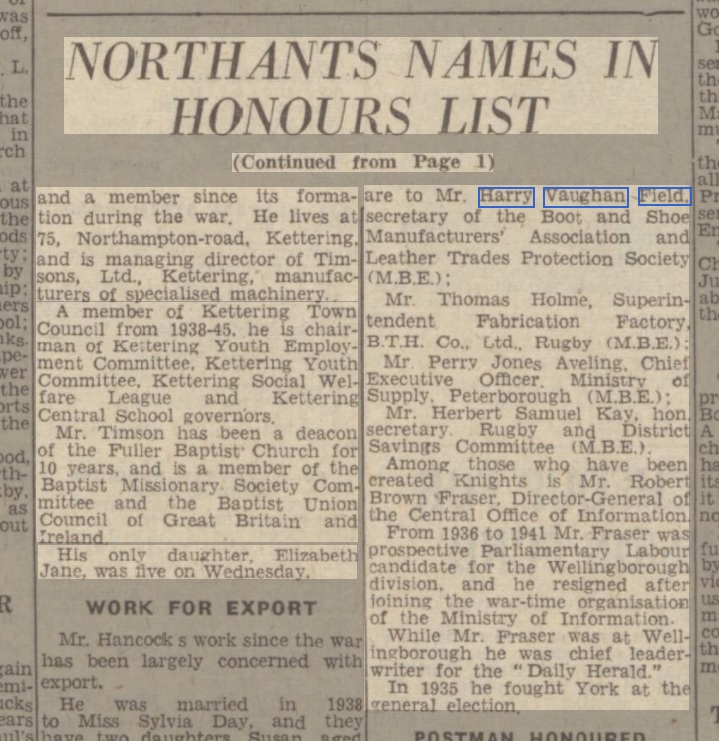 NORTHANTS NAMES IN
HONOURS LIST
(Continued from Page 1)
and a member since its forma-
tion during the war. He lives at
75, Northampton-road, Kettering,
and is managing director of Tim-
sons, Ltd., Kettering, manufac-
turers of specialised machinery.
A member of Kettering Town
Council from 1938-45, he is chair-
man of Kettering Youth Employ-
ment Committee, Kettering Youth
Committee, Kettering Social Wel-
fare League and Kettering
Central School governors.
Mr. Timson has been a deacon
of the Fuller Baptist Church for
10 years, and is a member of the
Baptist Missionary Society Com-
mittee and the Baptist Union
Council of Great Britain and
Ireland.
His only daughter, Elizabeth
Jane, was five on Wednesday.
WORK FOR EXPORT
Mr. Hancock s work since the war
has been largely concerned with
export.
He was married in 1938
to Miss Sylvia Day, and they
have two daughters, Susan, aged
are to Mr. Harry Vaughan Field,
secretary of the Boot and Shoe
Manufacturers' Association and
Leather Trades Protection Society
(M.B.E.);
Mr. Thomas Holme, Superin-
tendent Fabrication Factory,
B.T.H. Co., Ltd., Rugby (M.B.E.);
Mr. Perry Jones Aveling, Chief
Executive Officer, Ministry of
Supply, Peterborough (M.B.E.);
Mr. Herbert Samuel Kay, hon.
secretary. Rugby and District
Savings Committee (M.B.E.).
Among those who have been
created Knights is Mr. Robert
Brown Fraser, Director-General of
the Central Office of Information.
From 1936 to 1941 Mr. Fraser was
prospective Parliamentary Labour
candidate for the Wellingborough
division, and he resigned after
joining the war-time organisation
of the Ministry of Information.
While Mr. Fraser was at Well-
ingborough he was chief leader-
writer for the "Daily Herald."
In 1935 he fought York at the
general election.
POSTMAN HONOURED